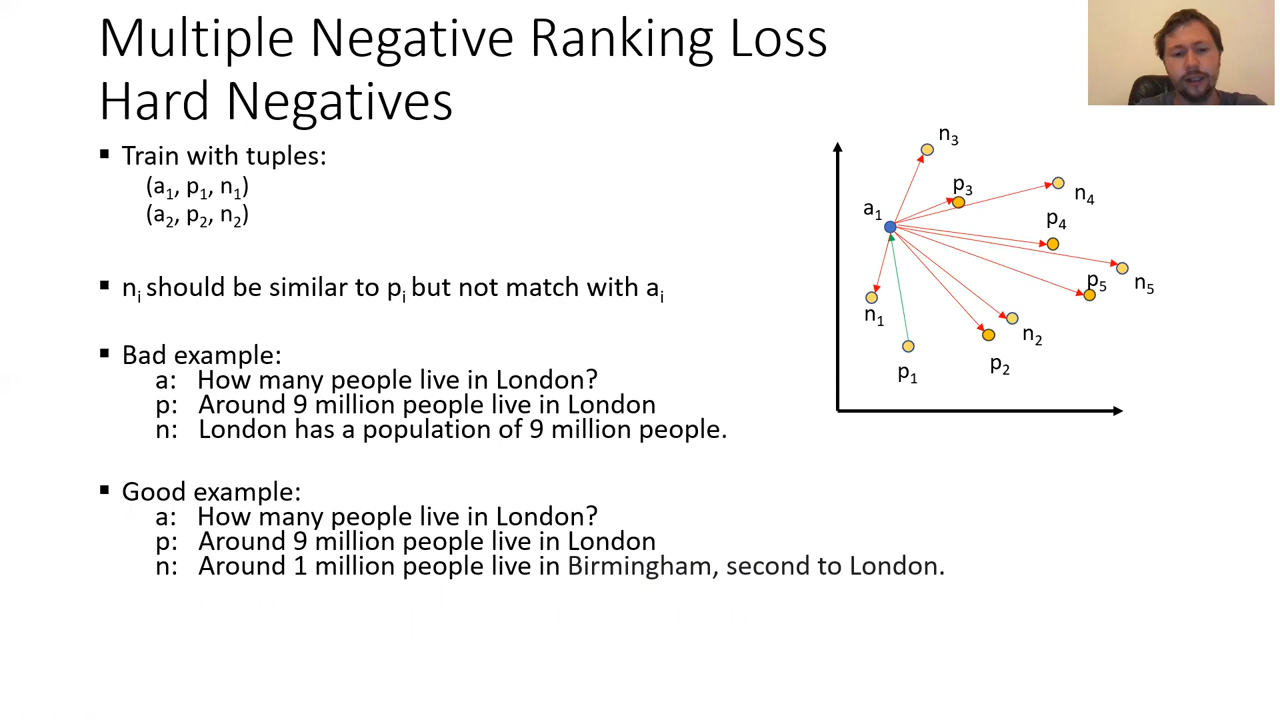 Multiple Negative Ranking Loss
Hard Negatives
▪ Train with tuples:
(a₁, p₁, n₁)
(a₂, p₂, n₂)
▪ nᵢ should be similar to pᵢ but not match with aᵢ
▪ Bad example:
a: How many people live in London?
p: Around 9 million people live in London
n: London has a population of 9 million people.
▪ Good example:
a: How many people live in London?
p: Around 9 million people live in London
n: Around 1 million people live in Birmingham, second to London.
n₃
p₃
n₄
a₁
p₄
p₅
n₅
n₁
n₂
p₁
p₂